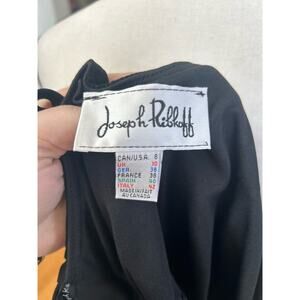 Joseph Ribkoff
CAN/U.S.A. 8
UK 10
GER 36
FRANCE 38
SPAIN 40
ITALY 42
MADE IN/FAIT
AU CANADA